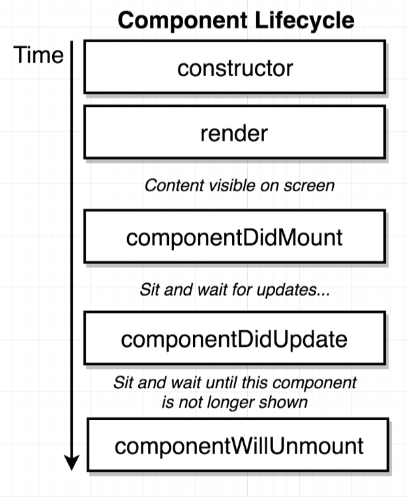 Component Lifecycle
Time
constructor
render
Content visible on screen
componentDidMount
Sit and wait for updates...
componentDidUpdate
Sit and wait until this component
is not longer shown
componentWillUnmount